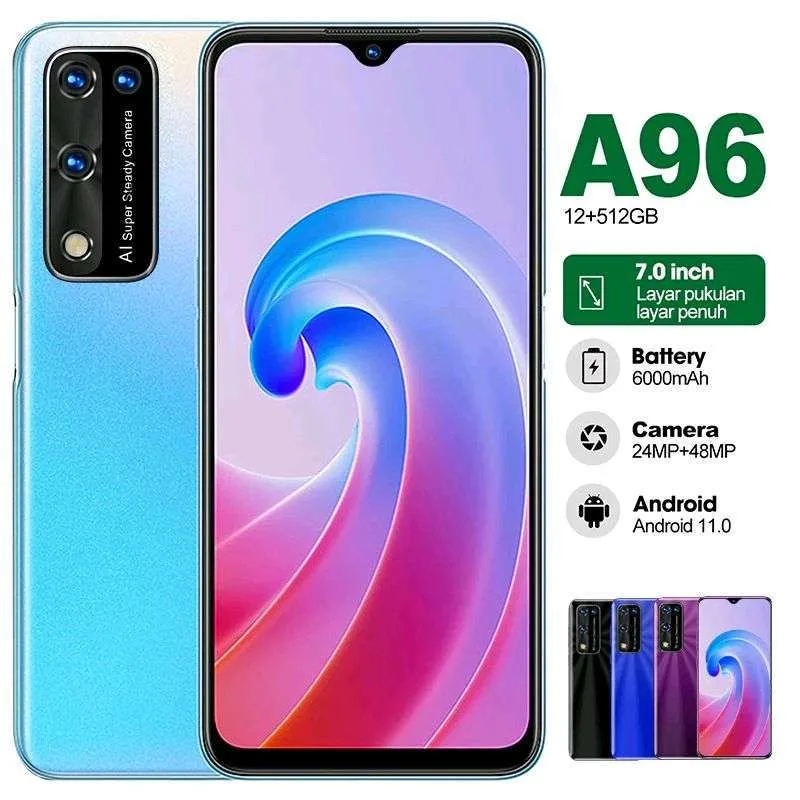 AI Super Steady Camera
A96
12+512GB
7.0 inch
Layar pukulan
layar penuh
Battery
6000mAh
Camera
24MP+48MP
Android
Android 11.0